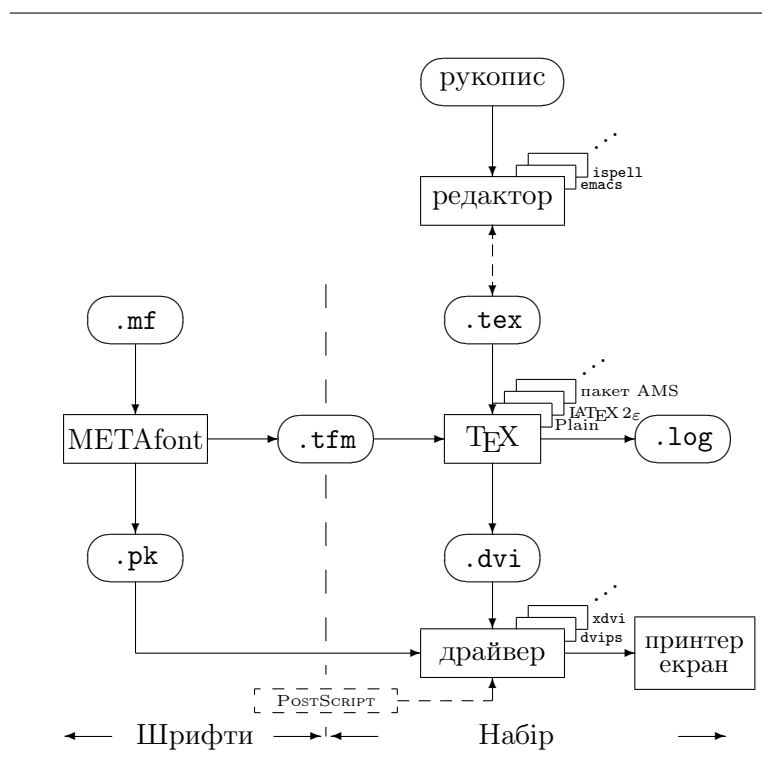 рукопис
ispell
emacs
редактор
.mf
.tex
пакет AMS
LATEX 2ε
Plain
METAfont
.tfm
TEX
.log
.pk
.dvi
xdvi
dvips
драйвер
принтер
екран
PostScript
Шрифти
Набір